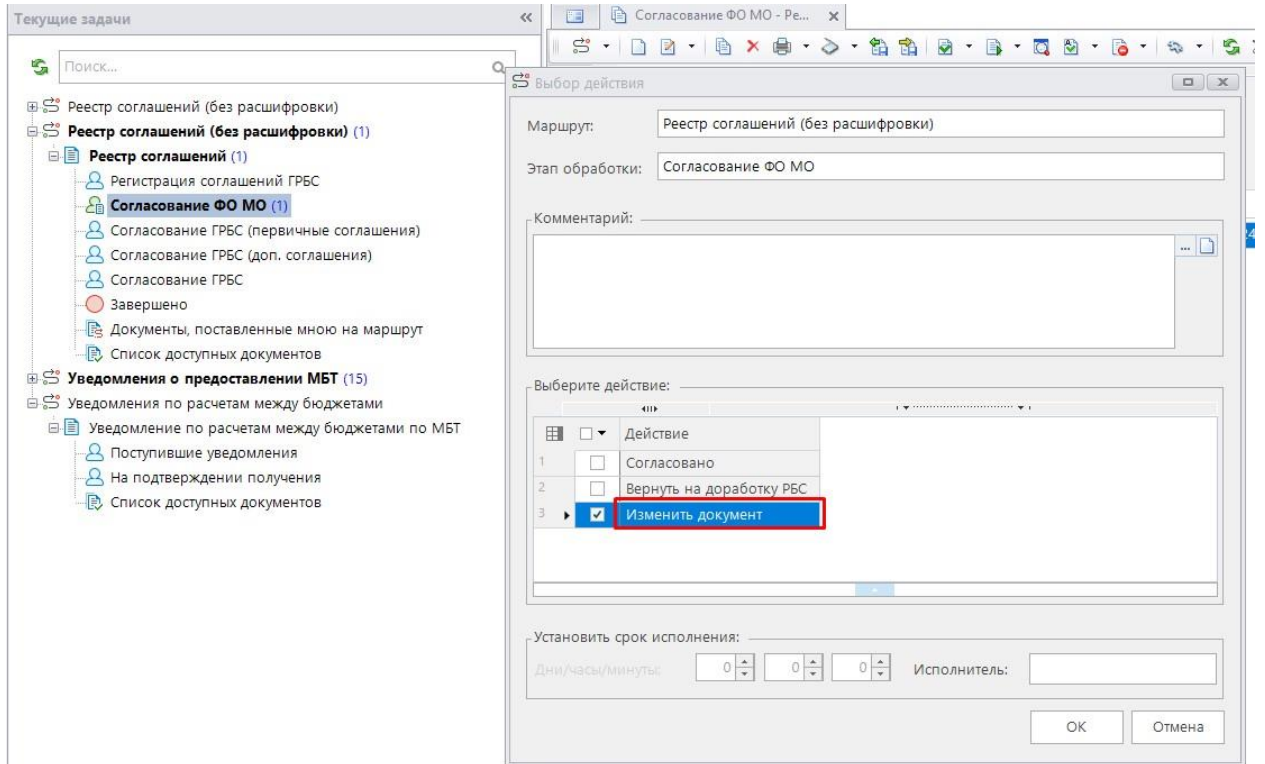 Текущие задачи
Поиск...
Реестр соглашений (без расшифровки)
Реестр соглашений (без расшифровки) (1)
Реестр соглашений (1)
Регистрация соглашений ГРБС
Согласование ФО МО (1)
Согласование ГРБС (первичные соглашения)
Согласование ГРБС (доп. соглашения)
Согласование ГРБС
Завершено
Документы, поставленные мною на маршрут
Список доступных документов
Уведомления о предоставлении МБТ (15)
Уведомления по расчетам между бюджетами
Уведомление по расчетам между бюджетами по МБТ
Поступившие уведомления
На подтверждении получения
Список доступных документов
Согласование ФО МО - Ре...
Выбор действия
Маршрут: Реестр соглашений (без расшифровки)
Этап обработки: Согласование ФО МО
Комментарий:
...
Выберите действие:
Действие
1 Согласовано
2 Вернуть на доработку РБС
3 Изменить документ
Установить срок исполнения:
Дни/часы/минуты: 0 0 0 Исполнитель:
ОК Отмена